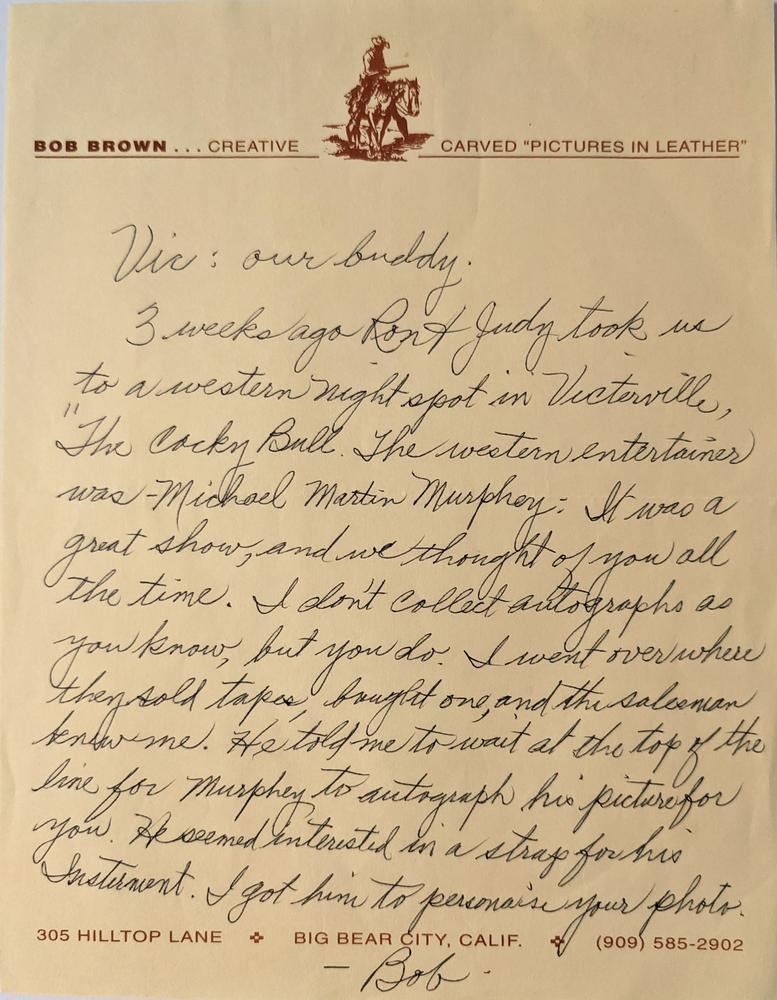 BOB BROWN . . . CREATIVE CARVED "PICTURES IN LEATHER"
Vic: our buddy.
3 weeks ago Ron & Judy took us
to a western night spot in Victerville,
"The Cocky Bull. The western entertainer
was - Michael Martin Murphey: It was a
great show, and we thought of you all
the time. I don't collect autographs as
you know, but you do. I went over where
they sold tapes, bought one, and the salesman
knew me. He told me to wait at the top of the
line for Murphey to autograph his picture for
you. He seemed interested in a strap for his
Insterment. I got him to personaise your photo.
305 HILLTOP LANE ✤ BIG BEAR CITY, CALIF. ✤ (909) 585-2902
— Bob -